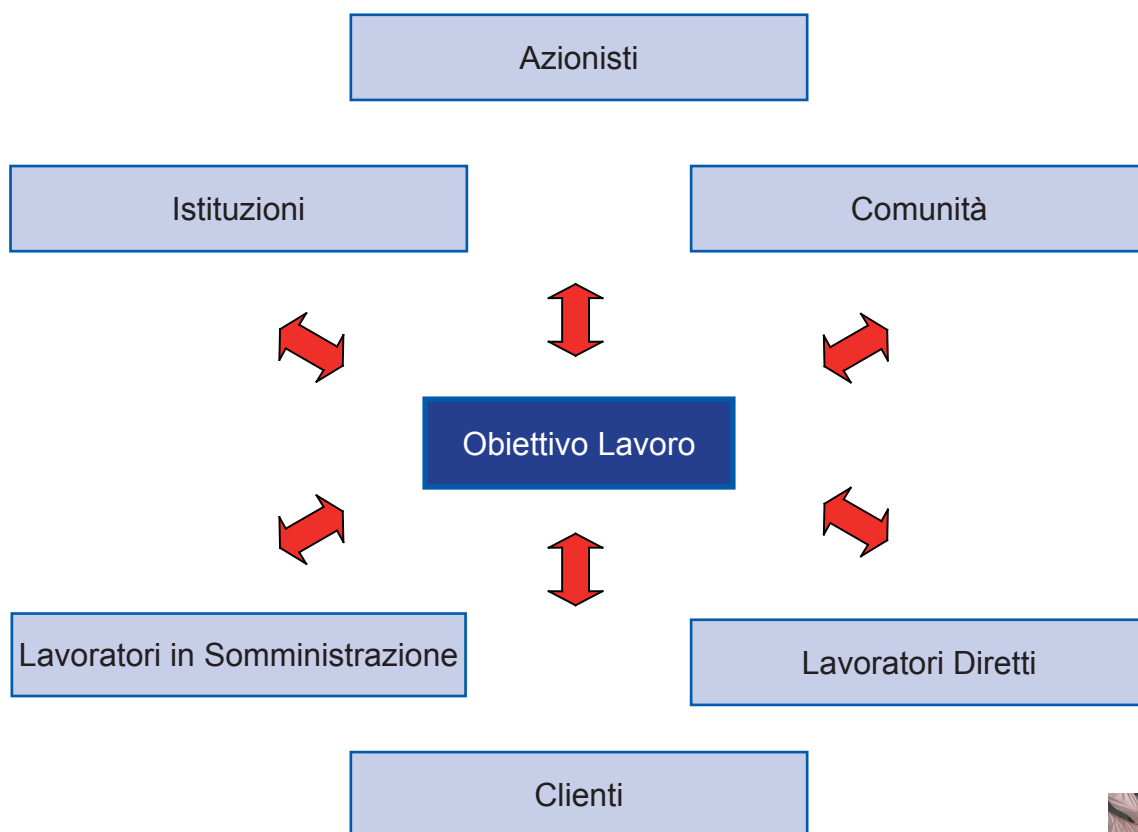 Azionisti
Istituzioni
Comunità
Obiettivo Lavoro
Lavoratori in Somministrazione
Lavoratori Diretti
Clienti